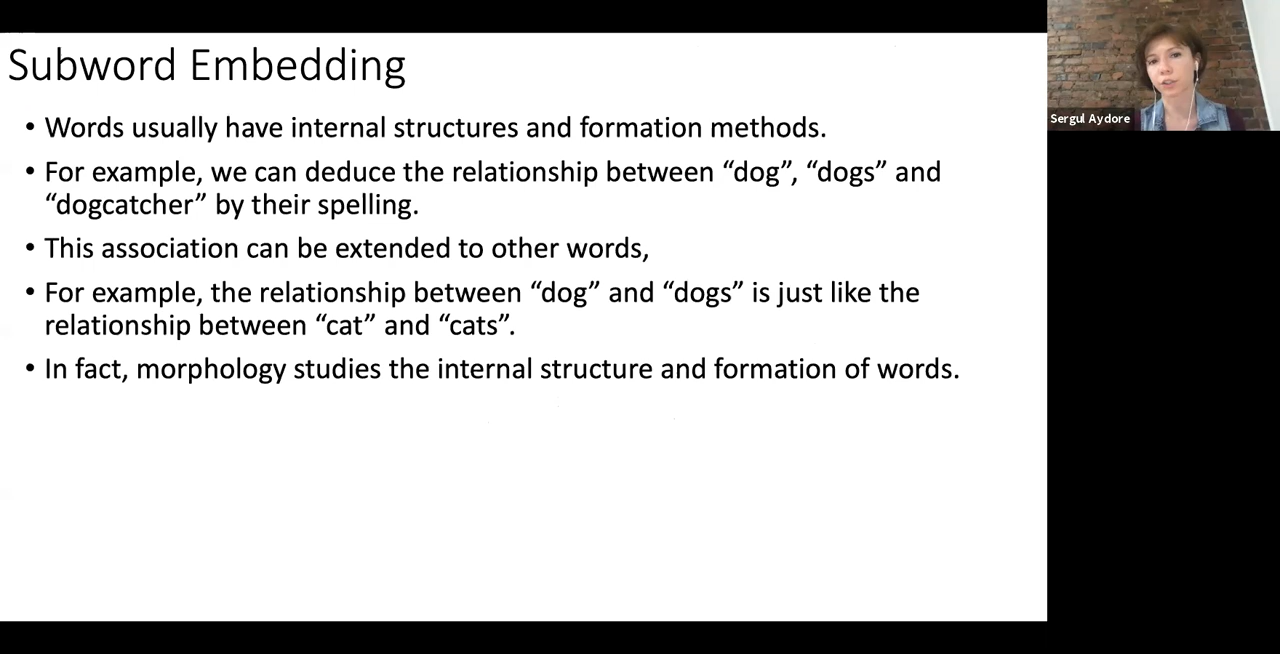 Subword Embedding
• Words usually have internal structures and formation methods.
• For example, we can deduce the relationship between “dog”, “dogs” and
“dogcatcher” by their spelling.
• This association can be extended to other words,
• For example, the relationship between “dog” and “dogs” is just like the
relationship between “cat” and “cats”.
• In fact, morphology studies the internal structure and formation of words.
Sergul Aydore